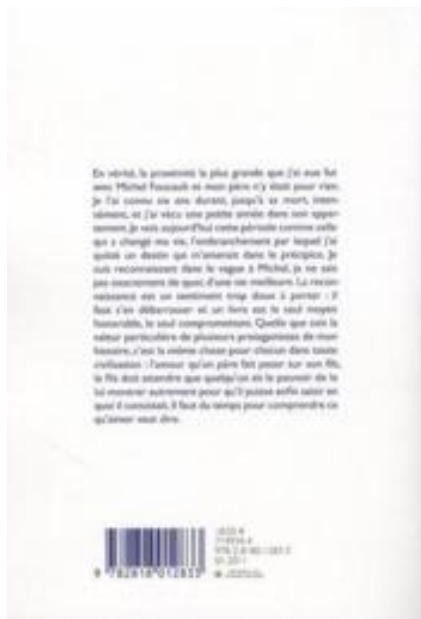 En vérité, la proximité la plus grande que j'ai eue fut
avec Michel Foucault et mon père n'y était pour rien.
Je l'ai connu six ans durant, jusqu'à sa mort, inten-
sément, et j'ai vécu une petite année dans son appar-
tement. Je vois aujourd'hui cette période comme celle
qui a changé ma vie, l'embranchement par lequel j'ai
quitté un destin qui m'amenait dans le précipice. Je
suis reconnaissant dans le vague à Michel, je ne sais
pas exactement de quoi, d'une vie meilleure. La recon-
naissance est un sentiment trop doux à porter : il
faut s'en débarrasser et un livre est le seul moyen
honorable, le seul compromettant. Quelle que soit la
valeur particulière de plusieurs protagonistes de mon
histoire, c'est la même chose pour chacun dans toute
civilisation : l'amour qu'un père fait peser sur son fils,
le fils doit attendre que quelqu'un ait le pouvoir de le
lui montrer autrement pour qu'il puisse enfin saisir en
quoi il consistait. Il faut du temps pour comprendre ce
qu'aimer veut dire.
9 782818 012833